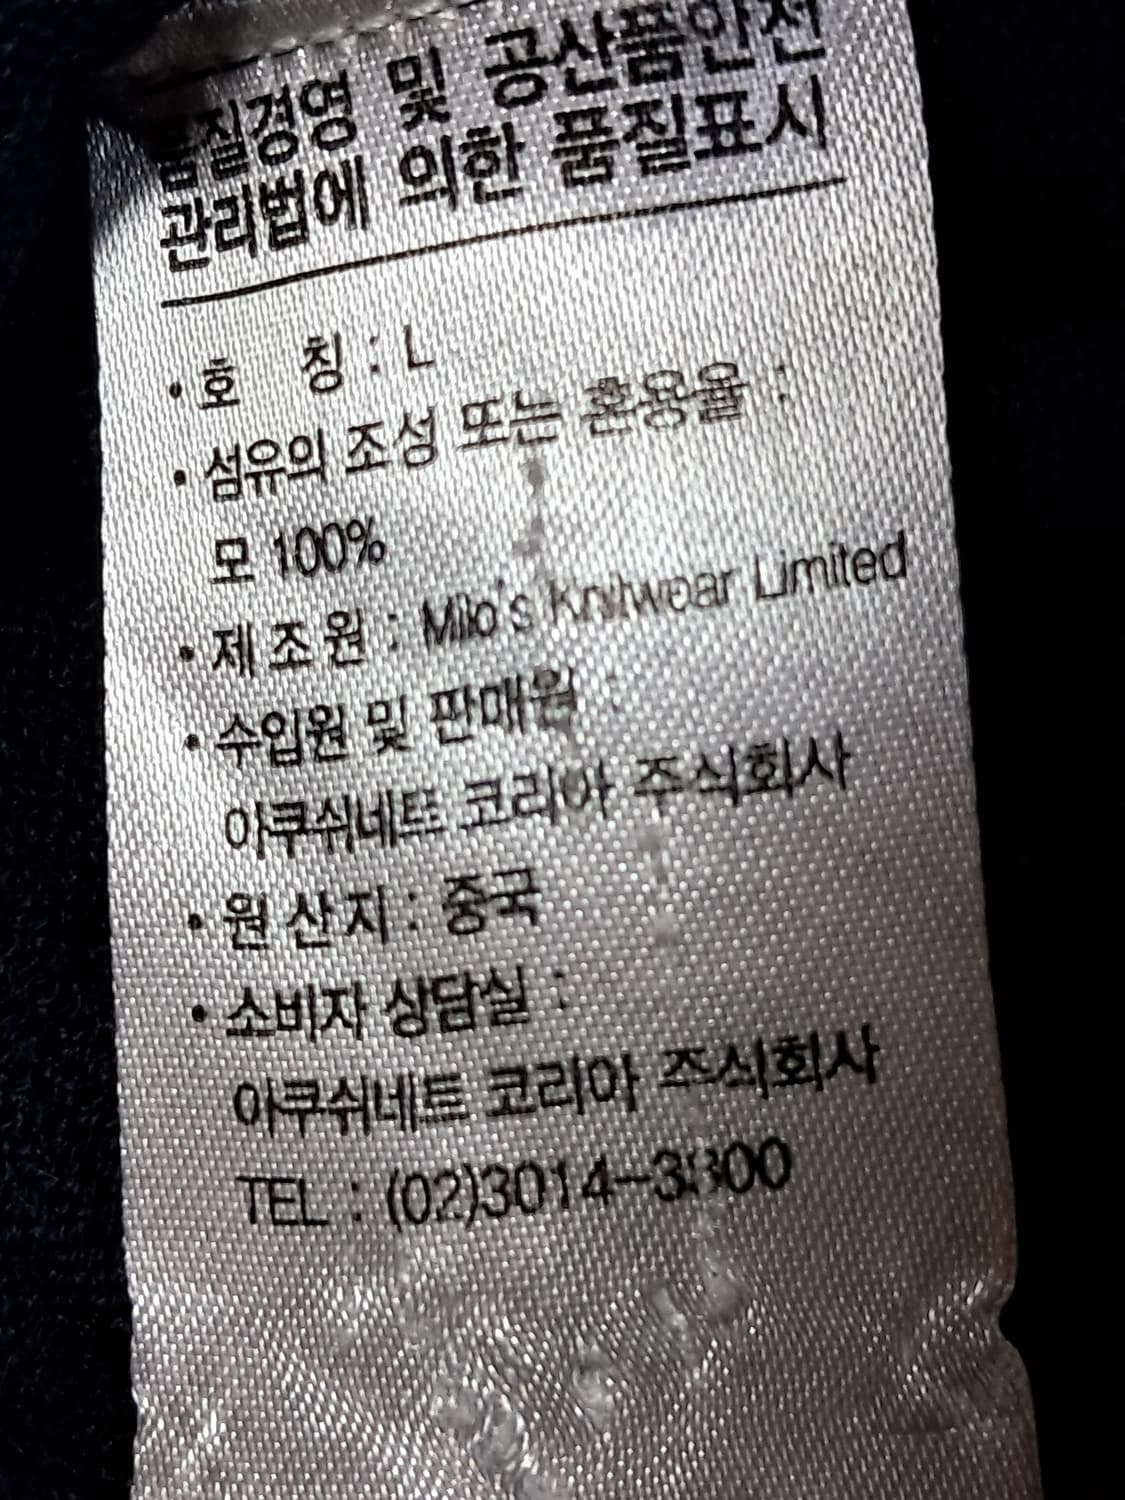 품질경영 및 공산품안전
관리법에 의한 품질표시
· 호 칭 : L
· 섬유의 조성 또는 혼용율 :
모 100%
· 제 조 원 : Milo's Knitwear Limited
· 수입원 및 판매원 :
아쿠쉬네트 코리아 주식회사
· 원 산 지 : 중국
· 소비자 상담실 :
아쿠쉬네트 코리아 주식회사
TEL : (02)3014-3800